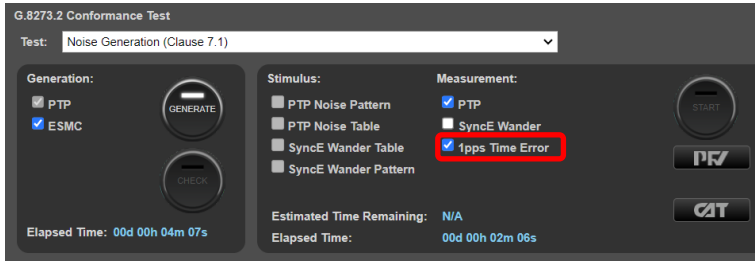 G.8273.2 Conformance Test
Test: Noise Generation (Clause 7.1)
Generation:
PTP
ESMC
GENERATE
CHECK
Elapsed Time: 00d 00h 04m 07s
Stimulus:
PTP Noise Pattern
PTP Noise Table
SyncE Wander Table
SyncE Wander Pattern
Measurement:
PTP
SyncE Wander
1pps Time Error
Estimated Time Remaining: N/A
Elapsed Time: 00d 00h 02m 06s
START
PFV
CAT